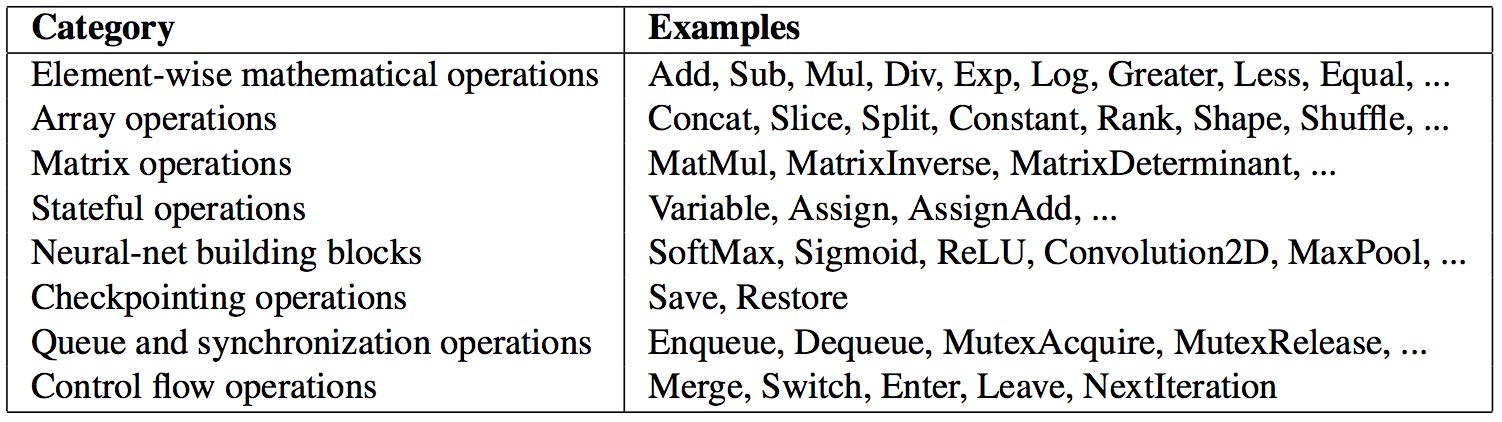 Category Examples
Element-wise mathematical operations Add, Sub, Mul, Div, Exp, Log, Greater, Less, Equal, ...
Array operations Concat, Slice, Split, Constant, Rank, Shape, Shuffle, ...
Matrix operations MatMul, MatrixInverse, MatrixDeterminant, ...
Stateful operations Variable, Assign, AssignAdd, ...
Neural-net building blocks SoftMax, Sigmoid, ReLU, Convolution2D, MaxPool, ...
Checkpointing operations Save, Restore
Queue and synchronization operations Enqueue, Dequeue, MutexAcquire, MutexRelease, ...
Control flow operations Merge, Switch, Enter, Leave, NextIteration